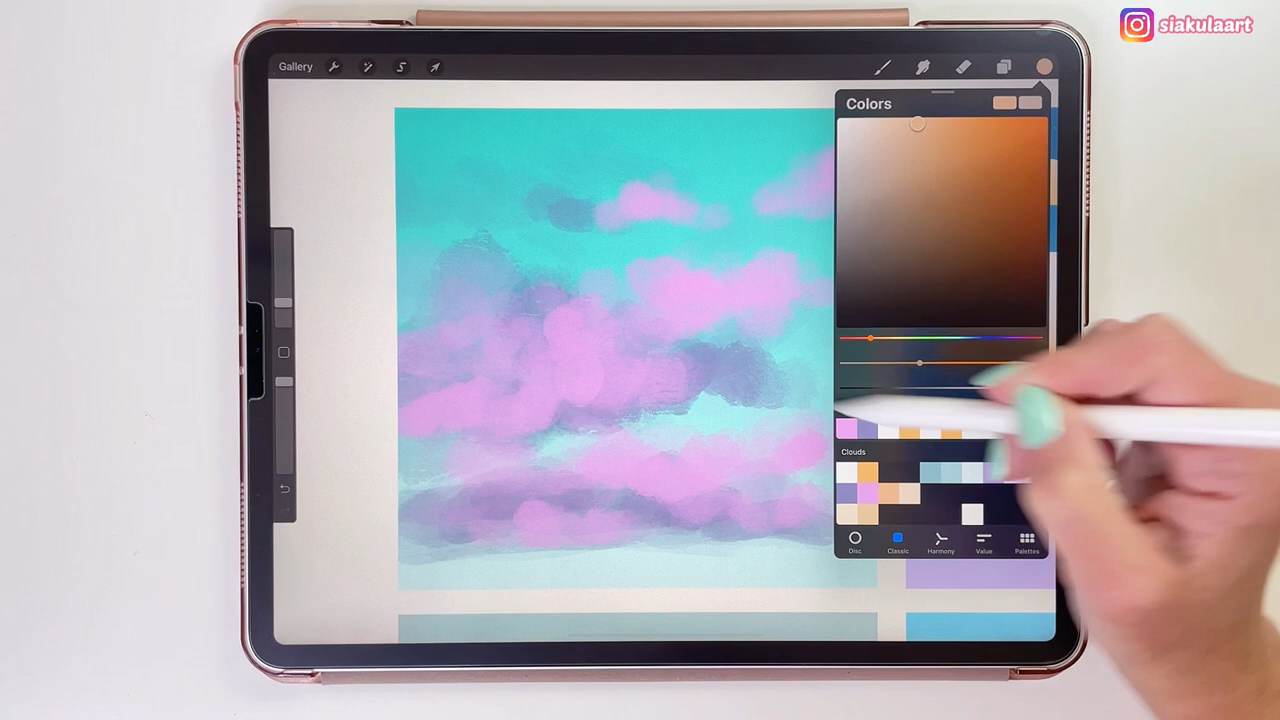 siakulaart
Gallery
Colors
Clouds
Disc
Classic
Harmony
Value
Palettes